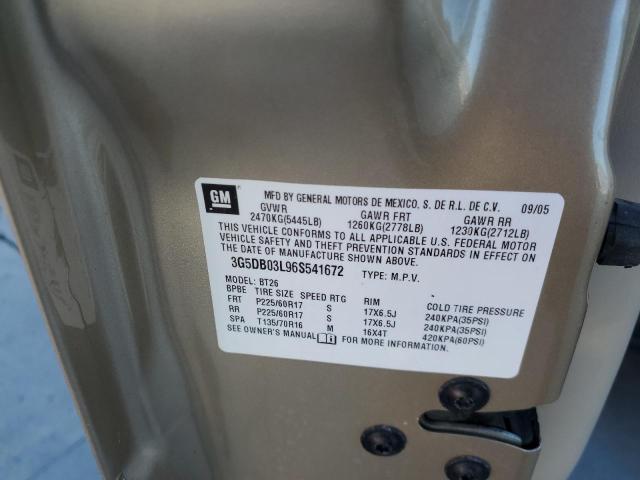 GM
MFD BY GENERAL MOTORS DE MEXICO, S. DE R.L. DE C.V. 09/05
GVWR GAWR FRT GAWR RR
2470KG(5445LB) 1260KG(2778LB) 1230KG(2712LB)
THIS VEHICLE CONFORMS TO ALL APPLICABLE U.S. FEDERAL MOTOR
VEHICLE SAFETY AND THEFT PREVENTION STANDARDS IN EFFECT ON
THE DATE OF MANUFACTURE SHOWN ABOVE.
3G5DB03L96S541672 TYPE: M.P.V.
MODEL: BT26
BPBE TIRE SIZE SPEED RTG RIM COLD TIRE PRESSURE
FRT P225/60R17 S 17X6.5J 240KPA(35PSI)
RR P225/60R17 S 17X6.5J 240KPA(35PSI)
SPA T135/70R16 M 16X4T 420KPA(60PSI)
SEE OWNER'S MANUAL FOR MORE INFORMATION.